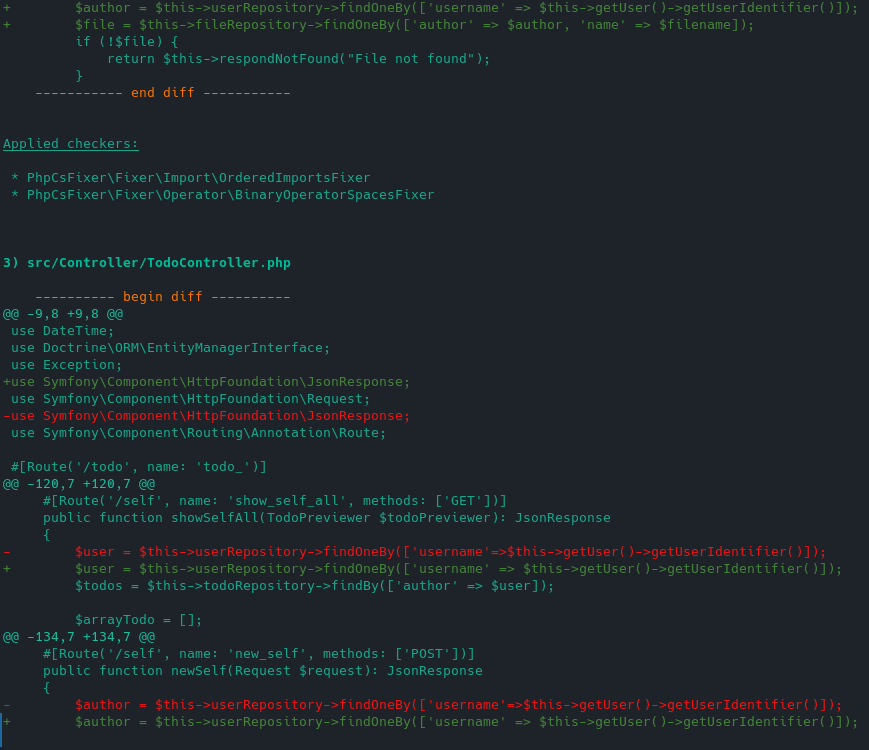 +        $author = $this->userRepository->findOneBy(['username' => $this->getUser()->getUserIdentifier()]);
+        $file = $this->fileRepository->findOneBy(['author' => $author, 'name' => $filename]);
         if (!$file) {
             return $this->respondNotFound("File not found");
         }
    ----------- end diff -----------
Applied checkers:
 * PhpCsFixer\Fixer\Import\OrderedImportsFixer
 * PhpCsFixer\Fixer\Operator\BinaryOperatorSpacesFixer
3) src/Controller/TodoController.php
    ---------- begin diff ----------
@@ -9,8 +9,8 @@
 use DateTime;
 use Doctrine\ORM\EntityManagerInterface;
 use Exception;
+use Symfony\Component\HttpFoundation\JsonResponse;
 use Symfony\Component\HttpFoundation\Request;
-use Symfony\Component\HttpFoundation\JsonResponse;
 use Symfony\Component\Routing\Annotation\Route;
 #[Route('/todo', name: 'todo_')]
@@ -120,7 +120,7 @@
     #[Route('/self', name: 'show_self_all', methods: ['GET'])]
     public function showSelfAll(TodoPreviewer $todoPreviewer): JsonResponse
     {
-        $user = $this->userRepository->findOneBy(['username'=>$this->getUser()->getUserIdentifier()]);
+        $user = $this->userRepository->findOneBy(['username' => $this->getUser()->getUserIdentifier()]);
         $todos = $this->todoRepository->findBy(['author' => $user]);
         $arrayTodo = [];
@@ -134,7 +134,7 @@
     #[Route('/self', name: 'new_self', methods: ['POST'])]
     public function newSelf(Request $request): JsonResponse
     {
-        $author = $this->userRepository->findOneBy(['username'=>$this->getUser()->getUserIdentifier()]);
+        $author = $this->userRepository->findOneBy(['username' => $this->getUser()->getUserIdentifier()]);